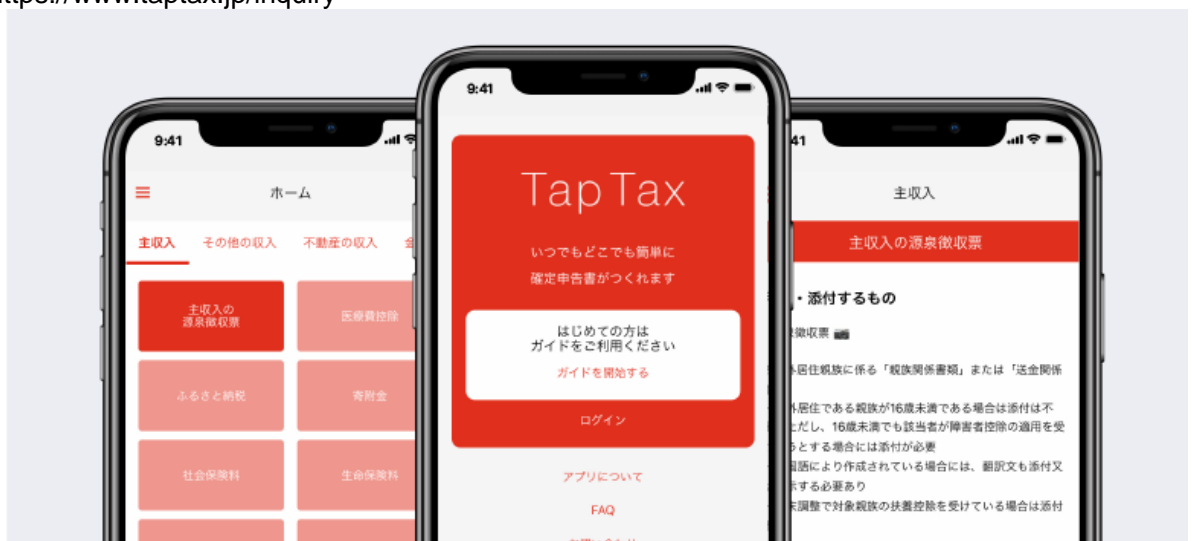 https://www.taptax.jp/inquiry
9:41
ホーム
主収入 その他の収入 不動産の収入
主収入の
源泉徴収票
医療費控除
ふるさと納税
寄附金
社会保険料
生命保険料
9:41
Tap Tax
いつでもどこでも簡単に
確定申告書がつくれます
はじめての方は
ガイドをご利用ください
ガイドを開始する
ログイン
アプリについて
FAQ
41
主収入
主収入の源泉徴収票
・添付するもの
徴収票
居住親族に係る「親族関係書類」または「送金関係
居住である親族が16歳未満である場合は添付は不
だし、16歳未満でも該当者が障害者控除の適用を受
とする場合には添付が必要
語により作成されている場合には、翻訳文も添付又
する必要あり
調整で対象親族の扶養控除を受けている場合は添付